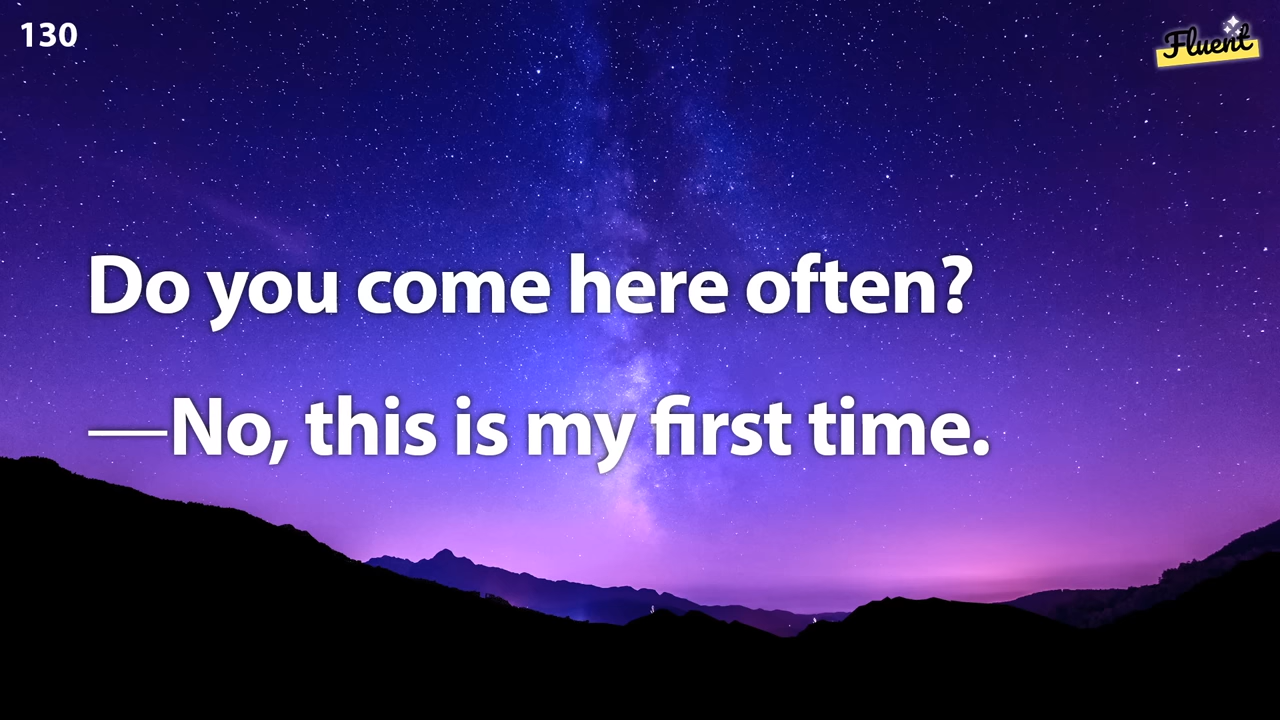 130
Fluent
Do you come here often?
—No, this is my first time.